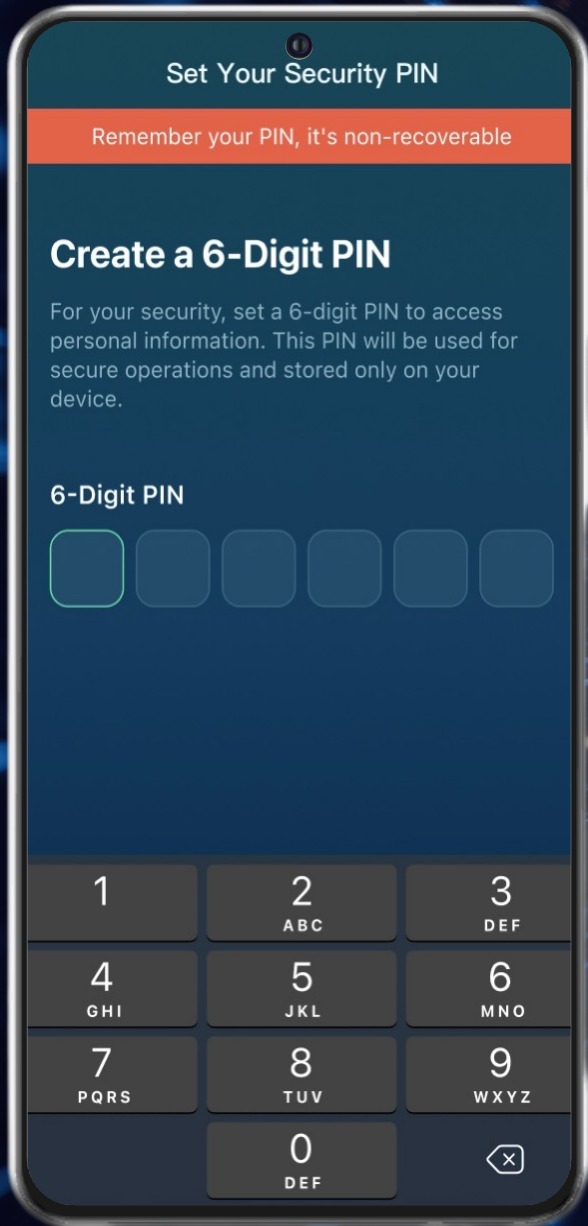 Set Your Security PIN
Remember your PIN, it's non-recoverable
Create a 6-Digit PIN
For your security, set a 6-digit PIN to access
personal information. This PIN will be used for
secure operations and stored only on your
device.
6-Digit PIN
1 2 3
ABC DEF
4 5 6
GHI JKL MNO
7 8 9
PQRS TUV WXYZ
0
DEF